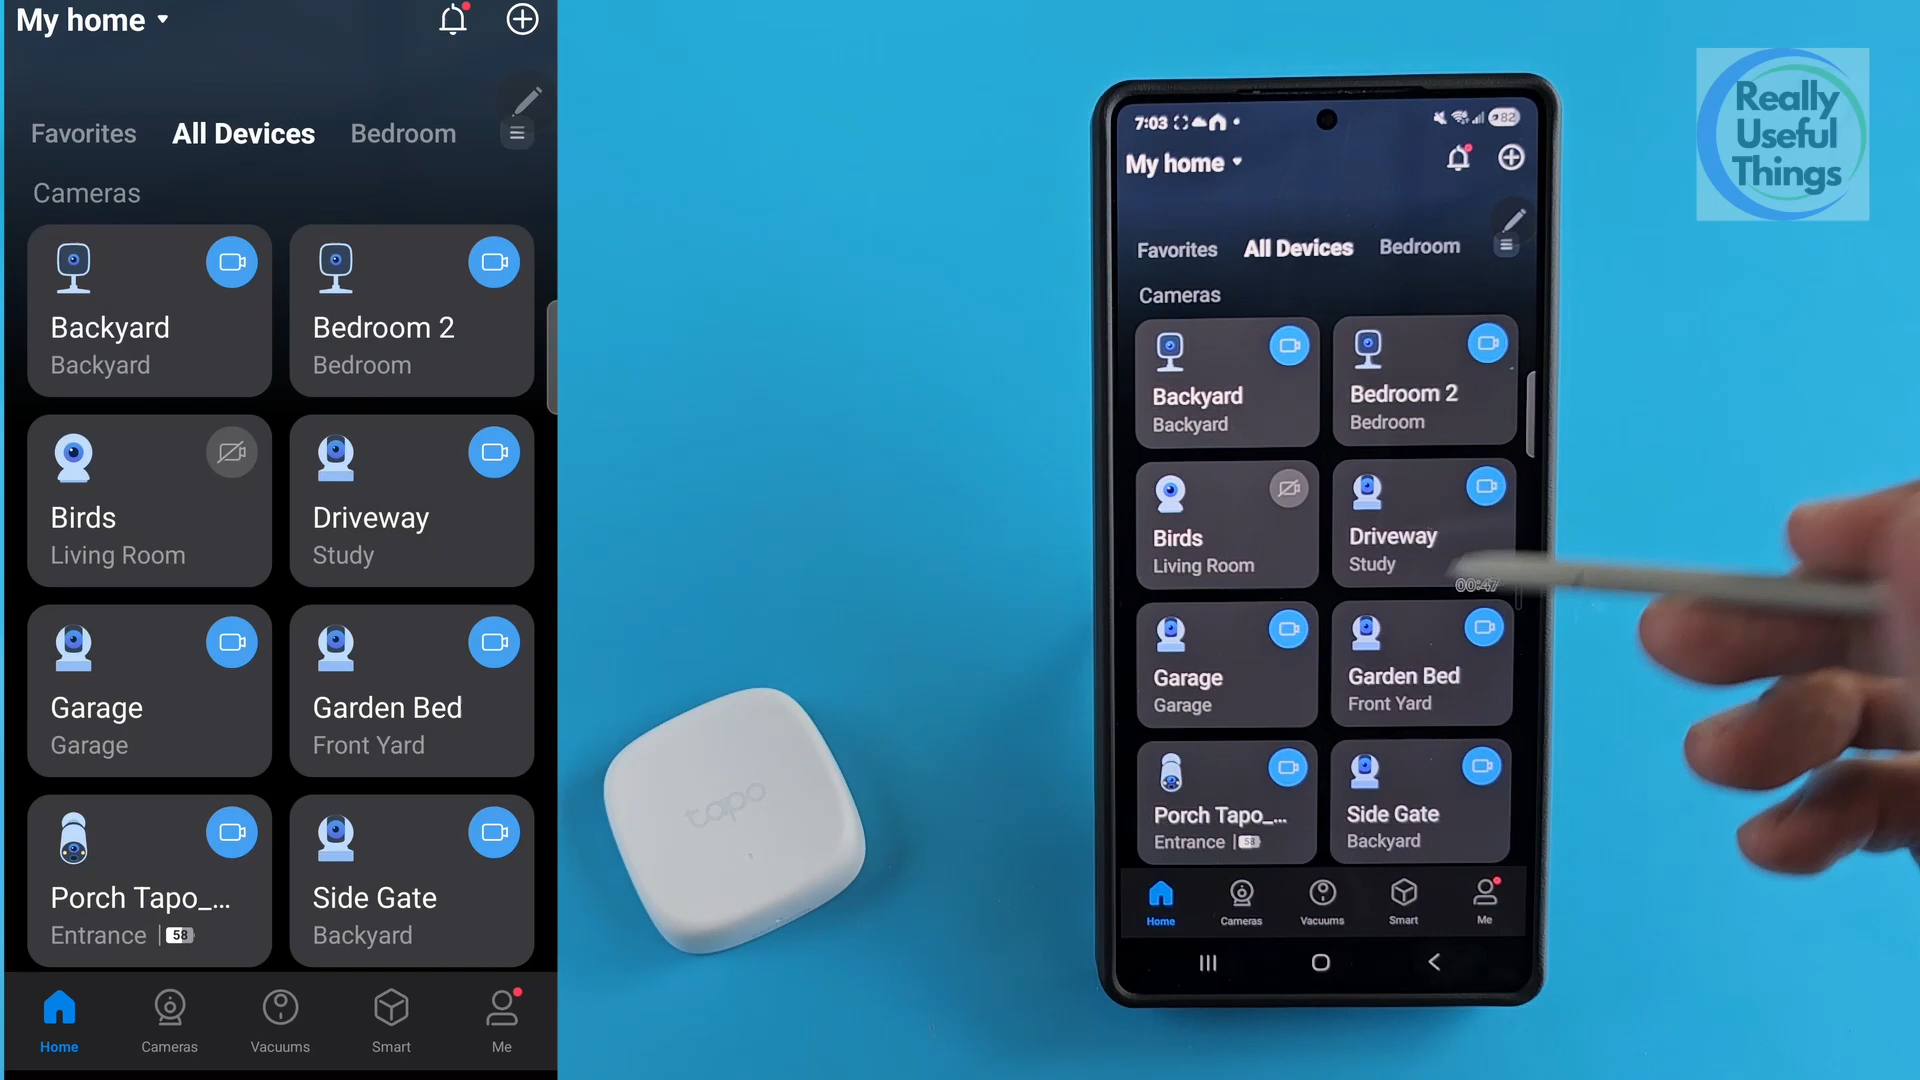 My home
Favorites
All Devices
Bedroom
Cameras
Backyard
Backyard
Bedroom 2
Bedroom
Birds
Living Room
Driveway
Study
Garage
Garage
Garden Bed
Front Yard
Porch Tapo_...
Entrance
58
Side Gate
Backyard
Home
Cameras
Vacuums
Smart
Me
tapo
7:03
82
My home
Favorites
All Devices
Bedroom
Cameras
Backyard
Backyard
Bedroom 2
Bedroom
Birds
Living Room
Driveway
Study
00:47
Garage
Garage
Garden Bed
Front Yard
Porch Tapo_...
Entrance
58
Side Gate
Backyard
Home
Cameras
Vacuums
Smart
Me
Really
Useful
Things